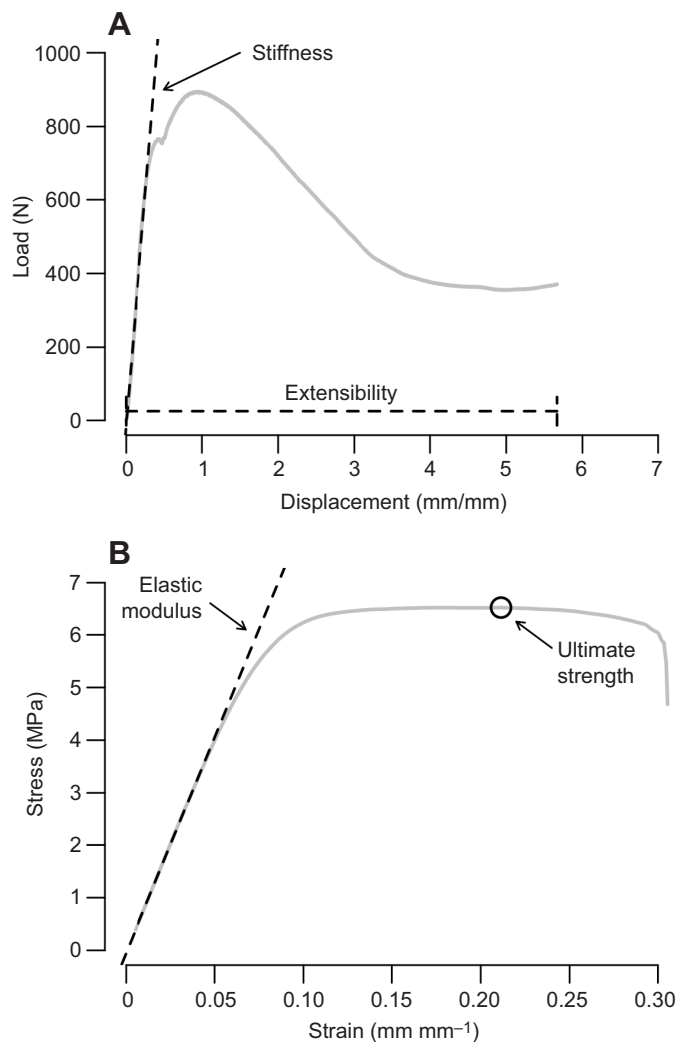 A
1000
800
600
400
200
0
Load (N)
Stiffness
Extensibility
0 1 2 3 4 5 6 7
Displacement (mm/mm)
B
7
6
5
4
3
2
1
0
Stress (MPa)
Elastic
modulus
Ultimate
strength
0 0.05 0.10 0.15 0.20 0.25 0.30
Strain (mm mm–1)